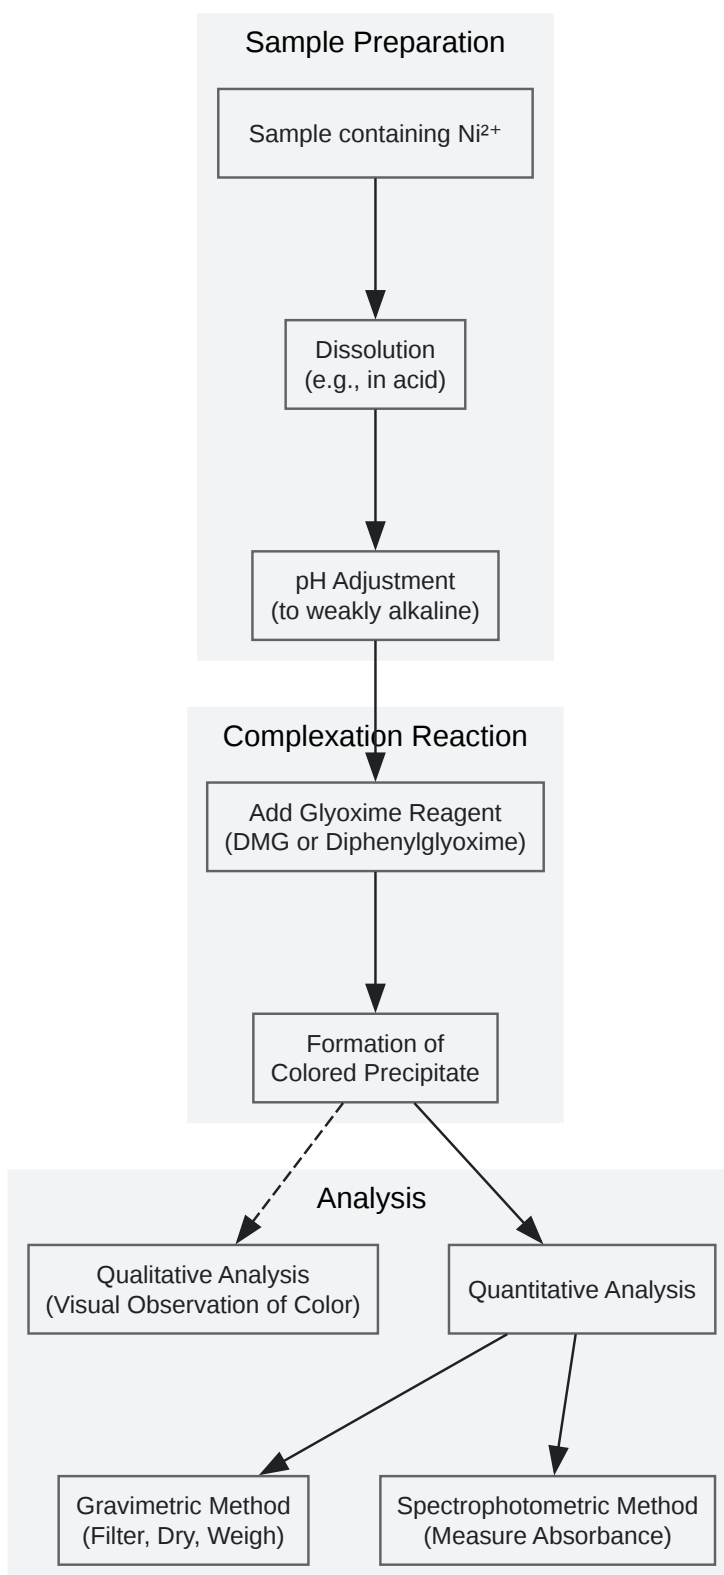 Sample Preparation
Sample containing Ni²⁺
Dissolution
(e.g., in acid)
pH Adjustment
(to weakly alkaline)
Complexation Reaction
Add Glyoxime Reagent
(DMG or Diphenylglyoxime)
Formation of
Colored Precipitate
Analysis
Qualitative Analysis
(Visual Observation of Color)
Quantitative Analysis
Gravimetric Method
(Filter, Dry, Weigh)
Spectrophotometric Method
(Measure Absorbance)